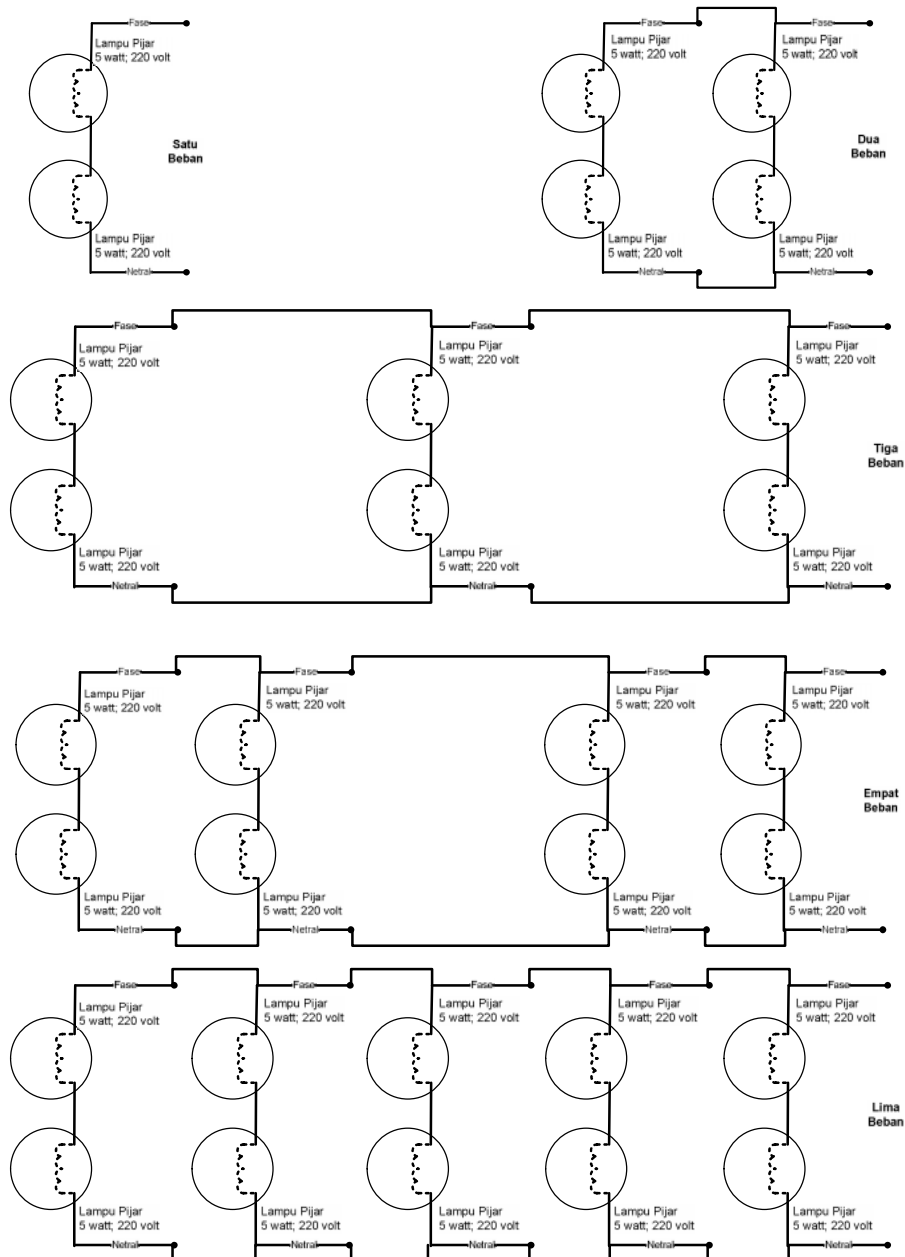 Fase
Lampu Pijar
5 watt; 220 volt
Lampu Pijar
5 watt; 220 volt
Netral
Satu
Beban
Fase
Lampu Pijar
5 watt; 220 volt
Lampu Pijar
5 watt; 220 volt
Netral
Fase
Lampu Pijar
5 watt; 220 volt
Lampu Pijar
5 watt; 220 volt
Netral
Dua
Beban
Fase
Lampu Pijar
5 watt; 220 volt
Lampu Pijar
5 watt; 220 volt
Netral
Fase
Lampu Pijar
5 watt; 220 volt
Lampu Pijar
5 watt; 220 volt
Netral
Fase
Lampu Pijar
5 watt; 220 volt
Lampu Pijar
5 watt; 220 volt
Netral
Tiga
Beban
Fase
Lampu Pijar
5 watt; 220 volt
Lampu Pijar
5 watt; 220 volt
Netral
Fase
Lampu Pijar
5 watt; 220 volt
Lampu Pijar
5 watt; 220 volt
Netral
Fase
Lampu Pijar
5 watt; 220 volt
Lampu Pijar
5 watt; 220 volt
Netral
Fase
Lampu Pijar
5 watt; 220 volt
Lampu Pijar
5 watt; 220 volt
Netral
Empat
Beban
Fase
Lampu Pijar
5 watt; 220 volt
Lampu Pijar
5 watt; 220 volt
Netral
Fase
Lampu Pijar
5 watt; 220 volt
Lampu Pijar
5 watt; 220 volt
Netral
Fase
Lampu Pijar
5 watt; 220 volt
Lampu Pijar
5 watt; 220 volt
Netral
Fase
Lampu Pijar
5 watt; 220 volt
Lampu Pijar
5 watt; 220 volt
Netral
Fase
Lampu Pijar
5 watt; 220 volt
Lampu Pijar
5 watt; 220 volt
Netral
Lima
Beban